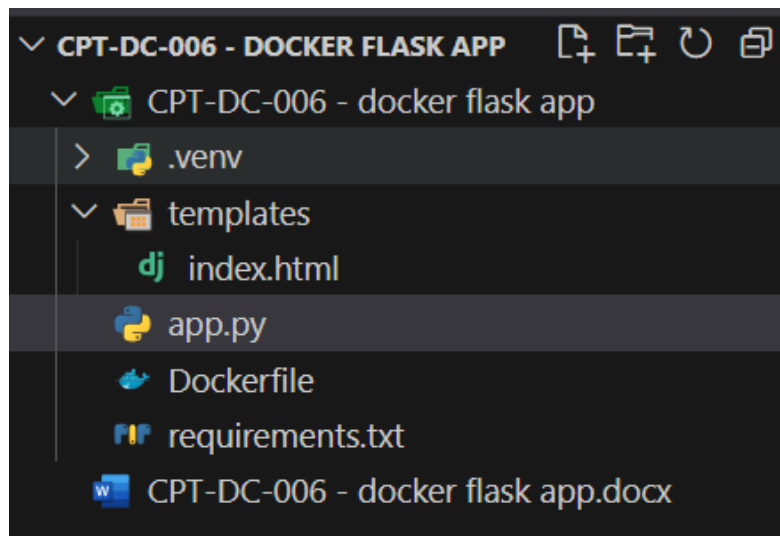 CPT-DC-006 - DOCKER FLASK APP
CPT-DC-006 - docker flask app
.venv
templates
dj index.html
app.py
Dockerfile
requirements.txt
W CPT-DC-006 - docker flask app.docx